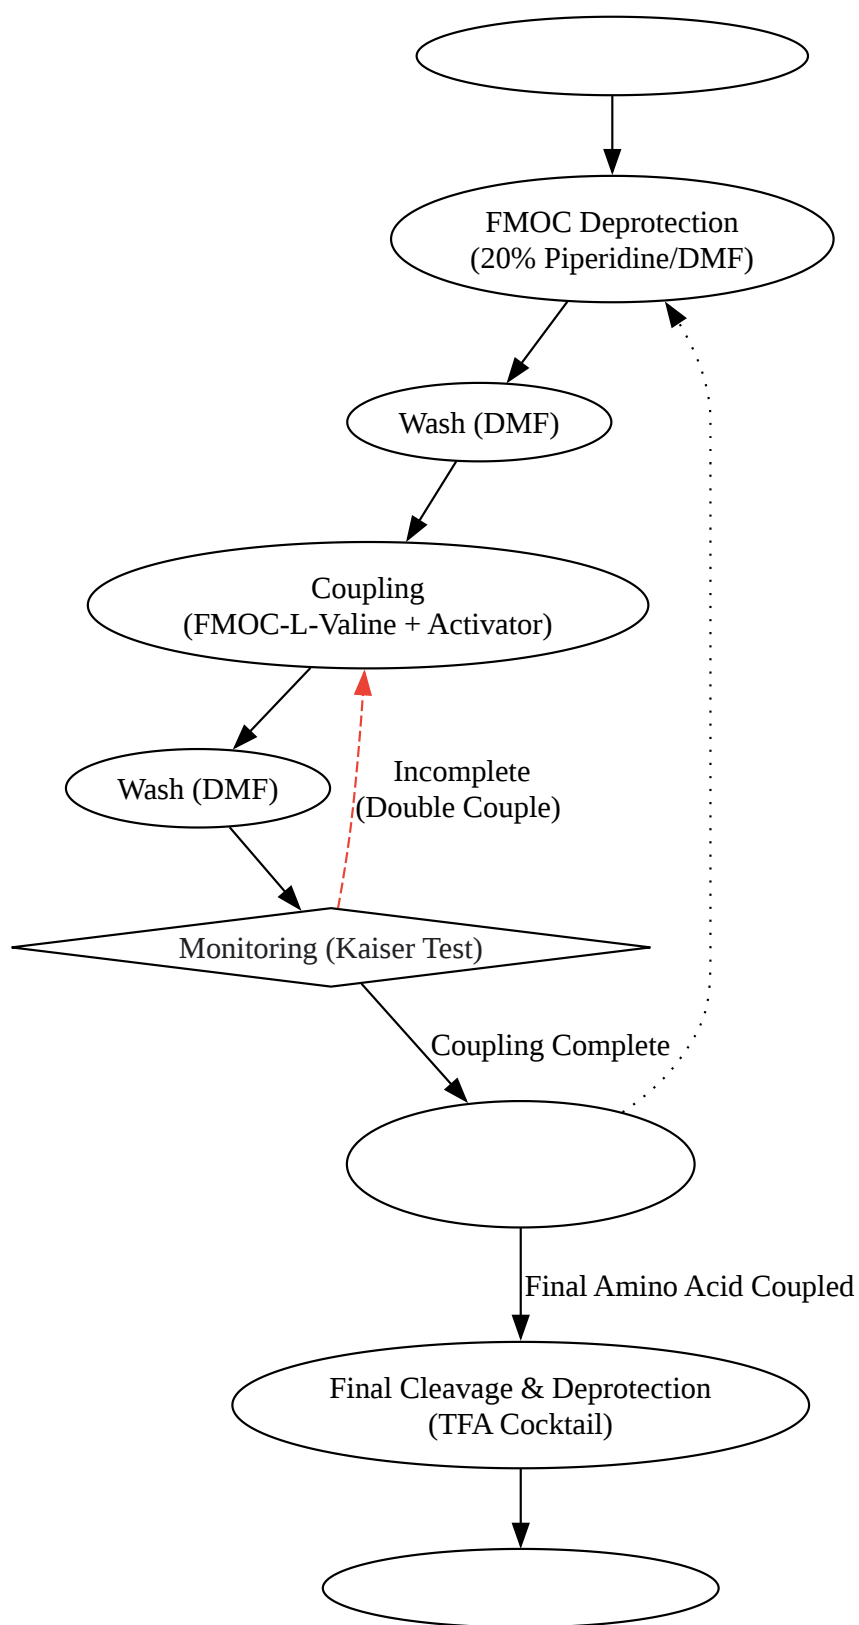 FMOC Deprotection
(20% Piperidine/DMF)
Wash (DMF)
Coupling
(FMOC-L-Valine + Activator)
Incomplete
(Double Couple)
Wash (DMF)
Monitoring (Kaiser Test)
Coupling Complete
Final Amino Acid Coupled
Final Cleavage & Deprotection
(TFA Cocktail)